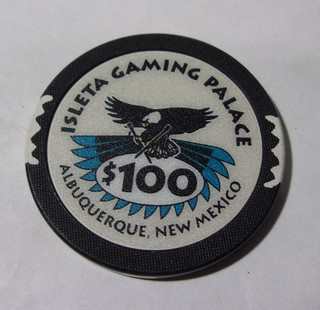 ISLETA GAMING PALACE
$100
ALBUQUERQUE, NEW MEXICO